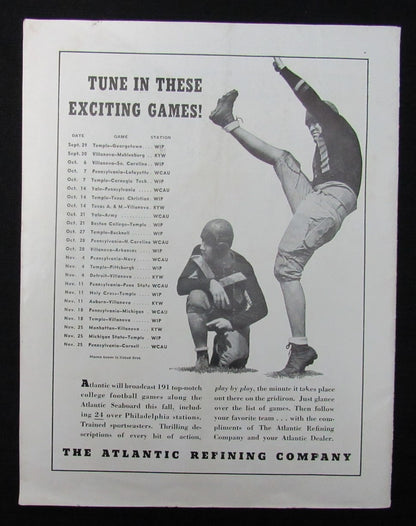 TUNE IN THESE
EXCITING GAMES!
DATE GAME STATION
Sept. 29 Temple-Georgetown . . . WIP
Sept. 30 Villanova-Muhlenberg . KYW
Oct. 6 Villanova-So. Carolina . . WIP
Oct. 7 Pennsylvania-Lafayette WCAU
Oct. 7 Temple-Carnegie Tech . WIP
Oct. 14 Yale-Pennsylvania . . . . . WCAU
Oct. 14 Temple-Texas Christian . WIP
Oct. 14 Texas A. & M.-Villanova . KYW
Oct. 21 Yale-Army . . . . . . . . . WCAU
Oct. 21 Boston College-Temple . WIP
Oct. 27 Temple-Bucknell . . . . WIP
Oct. 28 Pennsylvania-N. Carolina WCAU
Oct. 28 Villanova-Arkansas . . . WIP
Nov. 4 Pennsylvania-Navy . . . WCAU
Nov. 4 Temple-Pittsburgh . . . WIP
Nov. 4 Detroit-Villanova . . . . KYW
Nov. 11 Pennsylvania-Penn State WCAU
Nov. 11 Holy Cross-Temple . . . WIP
Nov. 11 Auburn-Villanova . . . . KYW
Nov. 18 Pennsylvania-Michigan WCAU
Nov. 18 Temple-Villanova . . . . WIP
Nov. 25 Manhattan-Villanova . . KYW
Nov. 25 Michigan State-Temple . WIP
Nov. 25 Pennsylvania-Cornell . . WCAU
Atlantic will broadcast 191 top-notch
college football games along the
Atlantic Seaboard this fall, includ-
ing 24 over Philadelphia stations.
Trained sportscasters. Thrilling de-
scriptions of every bit of action,
play by play, the minute it takes place
out there on the gridiron. Just glance
over the list of games. Then follow
your favorite team . . . with the com-
pliments of The Atlantic Refining
Company and your Atlantic Dealer.
THE ATLANTIC REFINING COMPANY